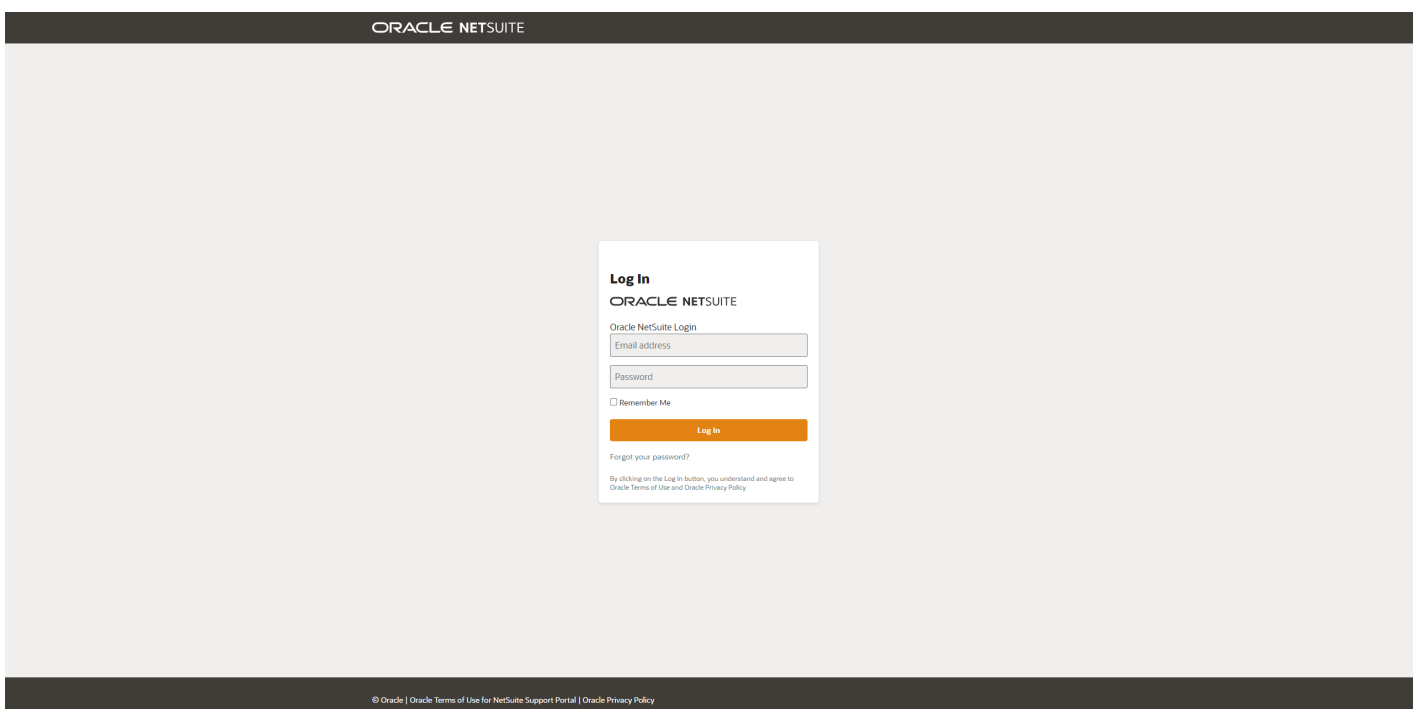 ORACLE NETSUITE
Log In
ORACLE NETSUITE
Oracle NetSuite Login
Email address
Password
Remember Me
Log In
Forgot your password?
By clicking on the Log In button, you understand and agree to
Oracle Terms of Use and Oracle Privacy Policy
© Oracle | Oracle Terms of Use for NetSuite Support Portal | Oracle Privacy Policy